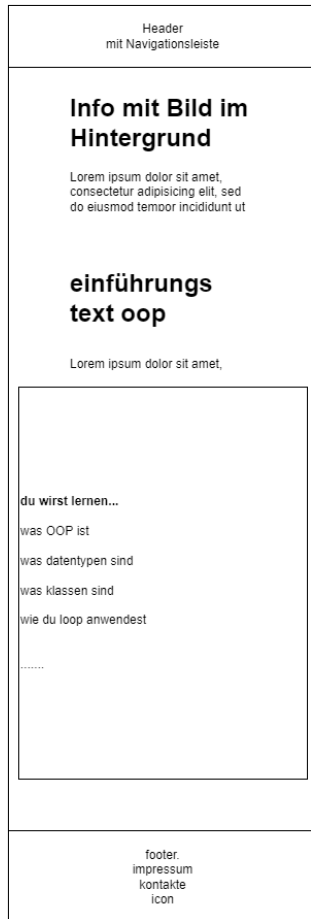 Header
mit Navigationsleiste
Info mit Bild im
Hintergrund
Lorem ipsum dolor sit amet,
consectetur adipisicing elit, sed
do eiusmod tempor incididunt ut
einführungs
text oop
Lorem ipsum dolor sit amet,
du wirst lernen...
was OOP ist
was datentypen sind
was klassen sind
wie du loop anwendest
.......
footer.
impressum
kontakte
icon